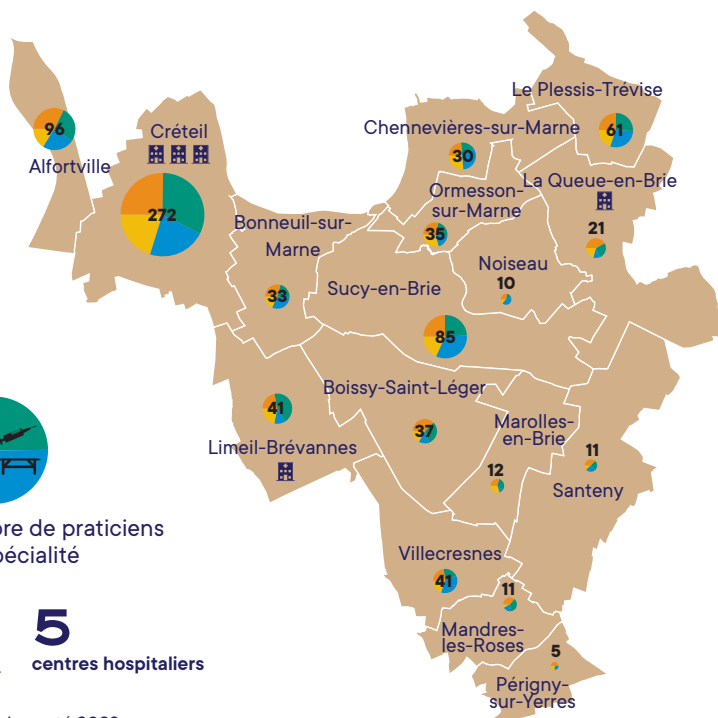 Le Plessis-Trévise
61
96
Alfortville
Créteil
272
Chennevières-sur-Marne
30
Ormesson-
sur-Marne
35
La Queue-en-Brie
21
Bonneuil-sur-
Marne
33
Noiseau
10
Sucy-en-Brie
85
Boissy-Saint-Léger
37
41
Limeil-Brévannes
Marolles-
en-Brie
12
11
Santeny
de praticiens
Villecresnes
41
11
Mandres-
les-Roses
5
Périgny-
sur-Yerres
5
centres hospitaliers